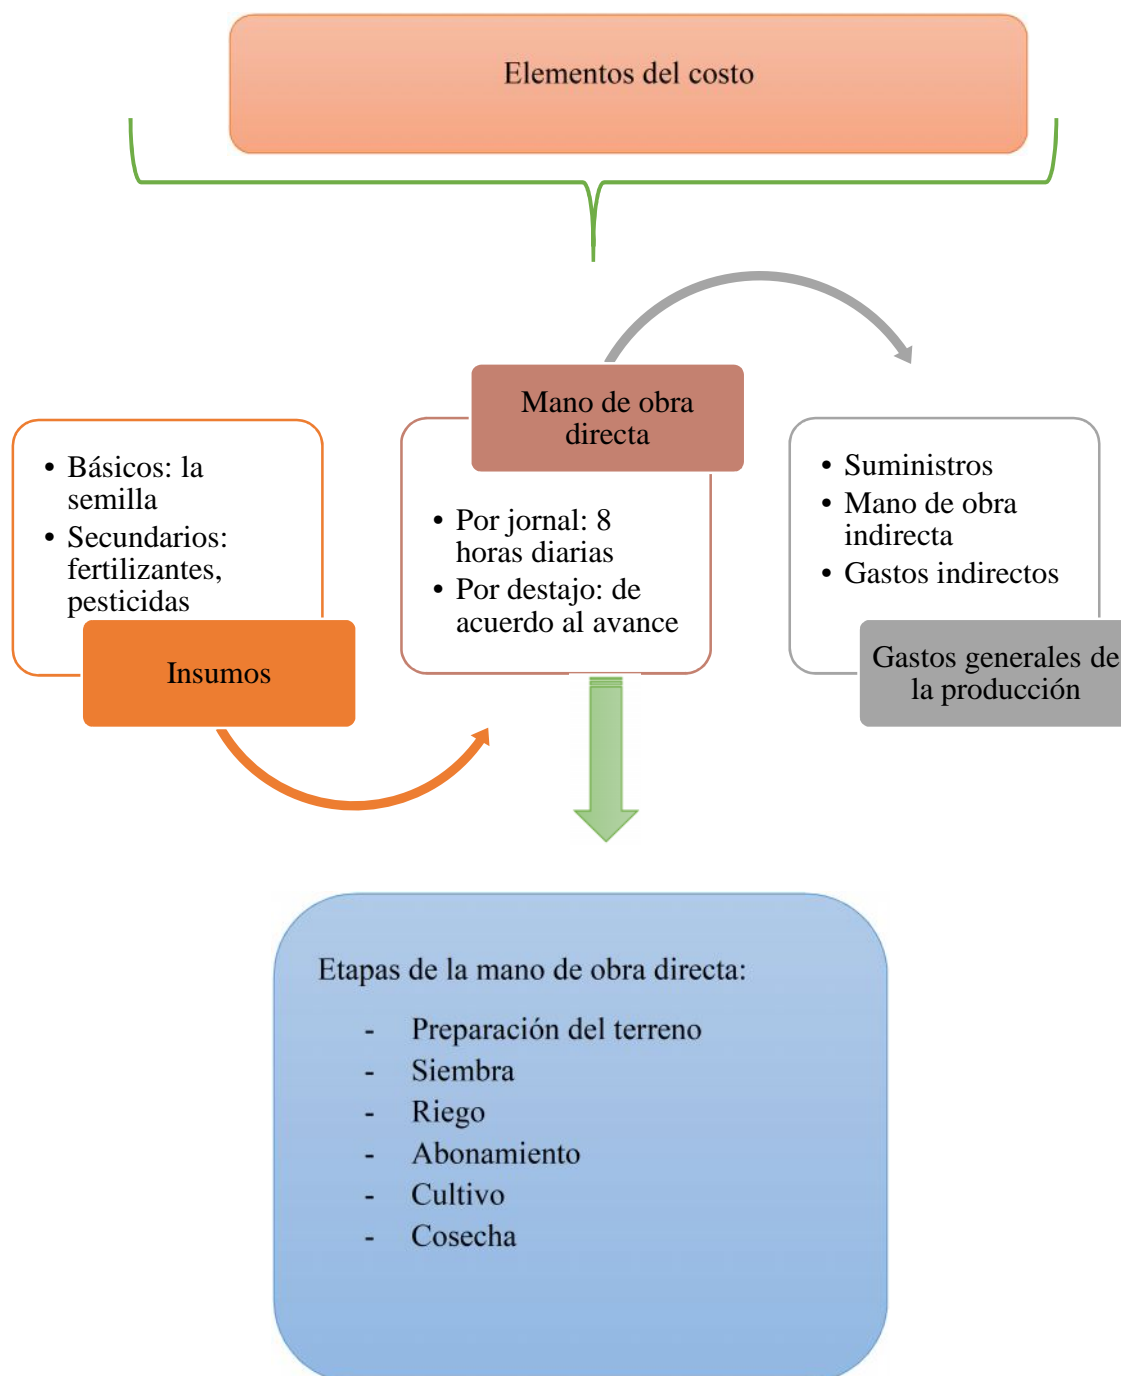 Elementos del costo
• Básicos: la
semilla
• Secundarios:
fertilizantes,
pesticidas
Insumos
Mano de obra
directa
• Por jornal: 8
horas diarias
• Por destajo: de
acuerdo al avance
• Suministros
• Mano de obra
indirecta
• Gastos indirectos
Gastos generales de
la producción
Etapas de la mano de obra directa:
- Preparación del terreno
- Siembra
- Riego
- Abonamiento
- Cultivo
- Cosecha